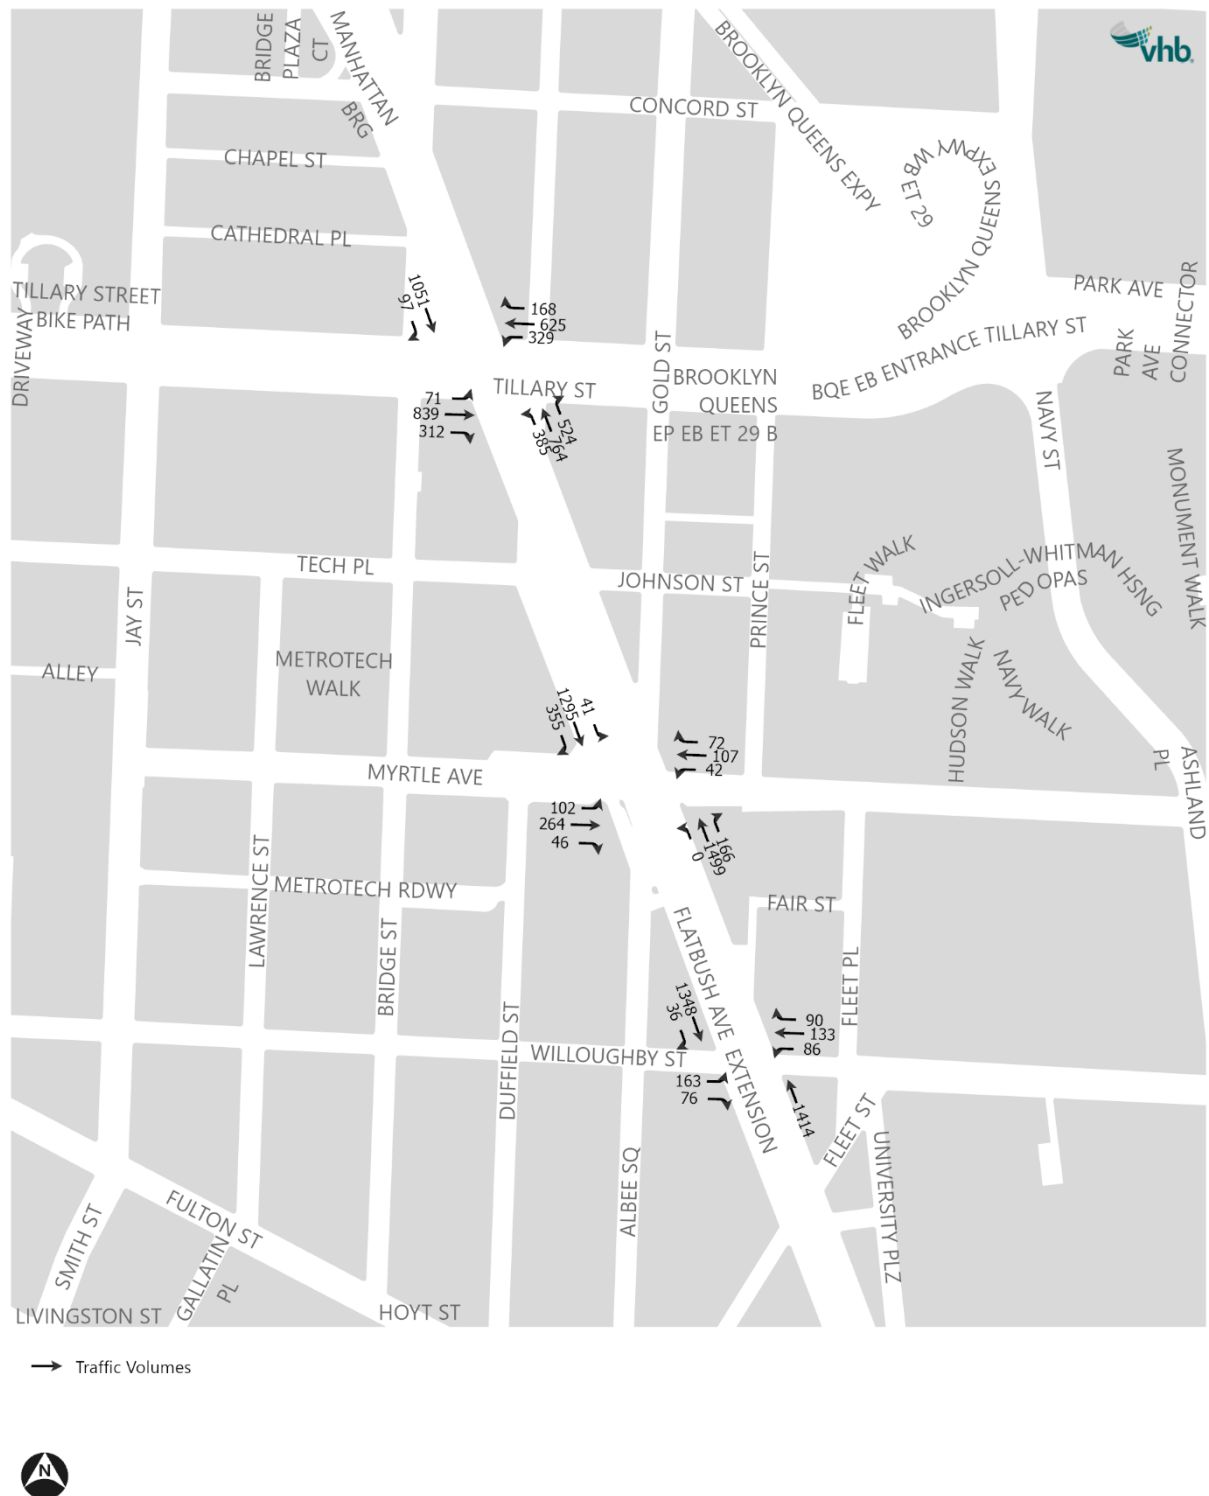 BRIDGE
PLAZA
CT
MANHATTAN
BRG
BROOKLYN QUEENS EXPY
vhb
CONCORD ST
CHAPEL ST
CATHEDRAL PL
BROOKLYN QUEENS EXPWY WB
ET 29
PARK AVE
PARK
AVE
CONNECTOR
TILLARY STREET
BIKE PATH
DRIVEWAY
1051
97
168
625
329
BQE EB ENTRANCE TILLARY ST
GOLD ST
TILLARY ST
BROOKLYN
QUEENS
EP EB ET 29 B
71
839
312
385
764
524
NAVY ST
MONUMENT WALK
TECH PL
JOHNSON ST
PRINCE ST
FLEET WALK
INGERSOLL-WHITMAN HSNG
PED OPAS
JAY ST
ALLEY
METROTECH
WALK
HUDSON WALK
NAVY WALK
ASHLAND
PL
355
1295
41
72
107
42
MYRTLE AVE
102
264
46
0
1499
166
LAWRENCE ST
METROTECH RDWY
BRIDGE ST
FAIR ST
FLEET PL
FLATBUSH AVE EXTENSION
36
1348
90
133
86
DUFFIELD ST
WILLOUGHBY ST
163
76
1414
FLEET ST
UNIVERSITY PLZ
ALBEE SQ
FULTON ST
SMITH ST
GALLATIN
PL
LIVINGSTON ST
HOYT ST
Traffic Volumes
N